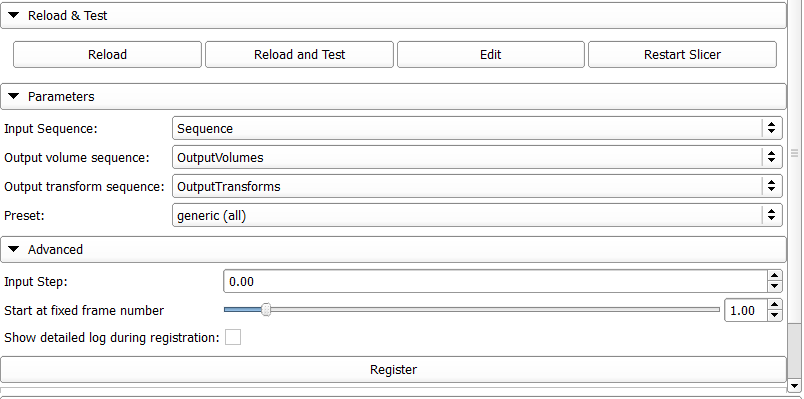 Reload & Test
Reload Reload and Test Edit Restart Slicer
Parameters
Input Sequence: Sequence
Output volume sequence: OutputVolumes
Output transform sequence: OutputTransforms
Preset: generic (all)
Advanced
Input Step: 0.00
Start at fixed frame number 1.00
Show detailed log during registration:
Register